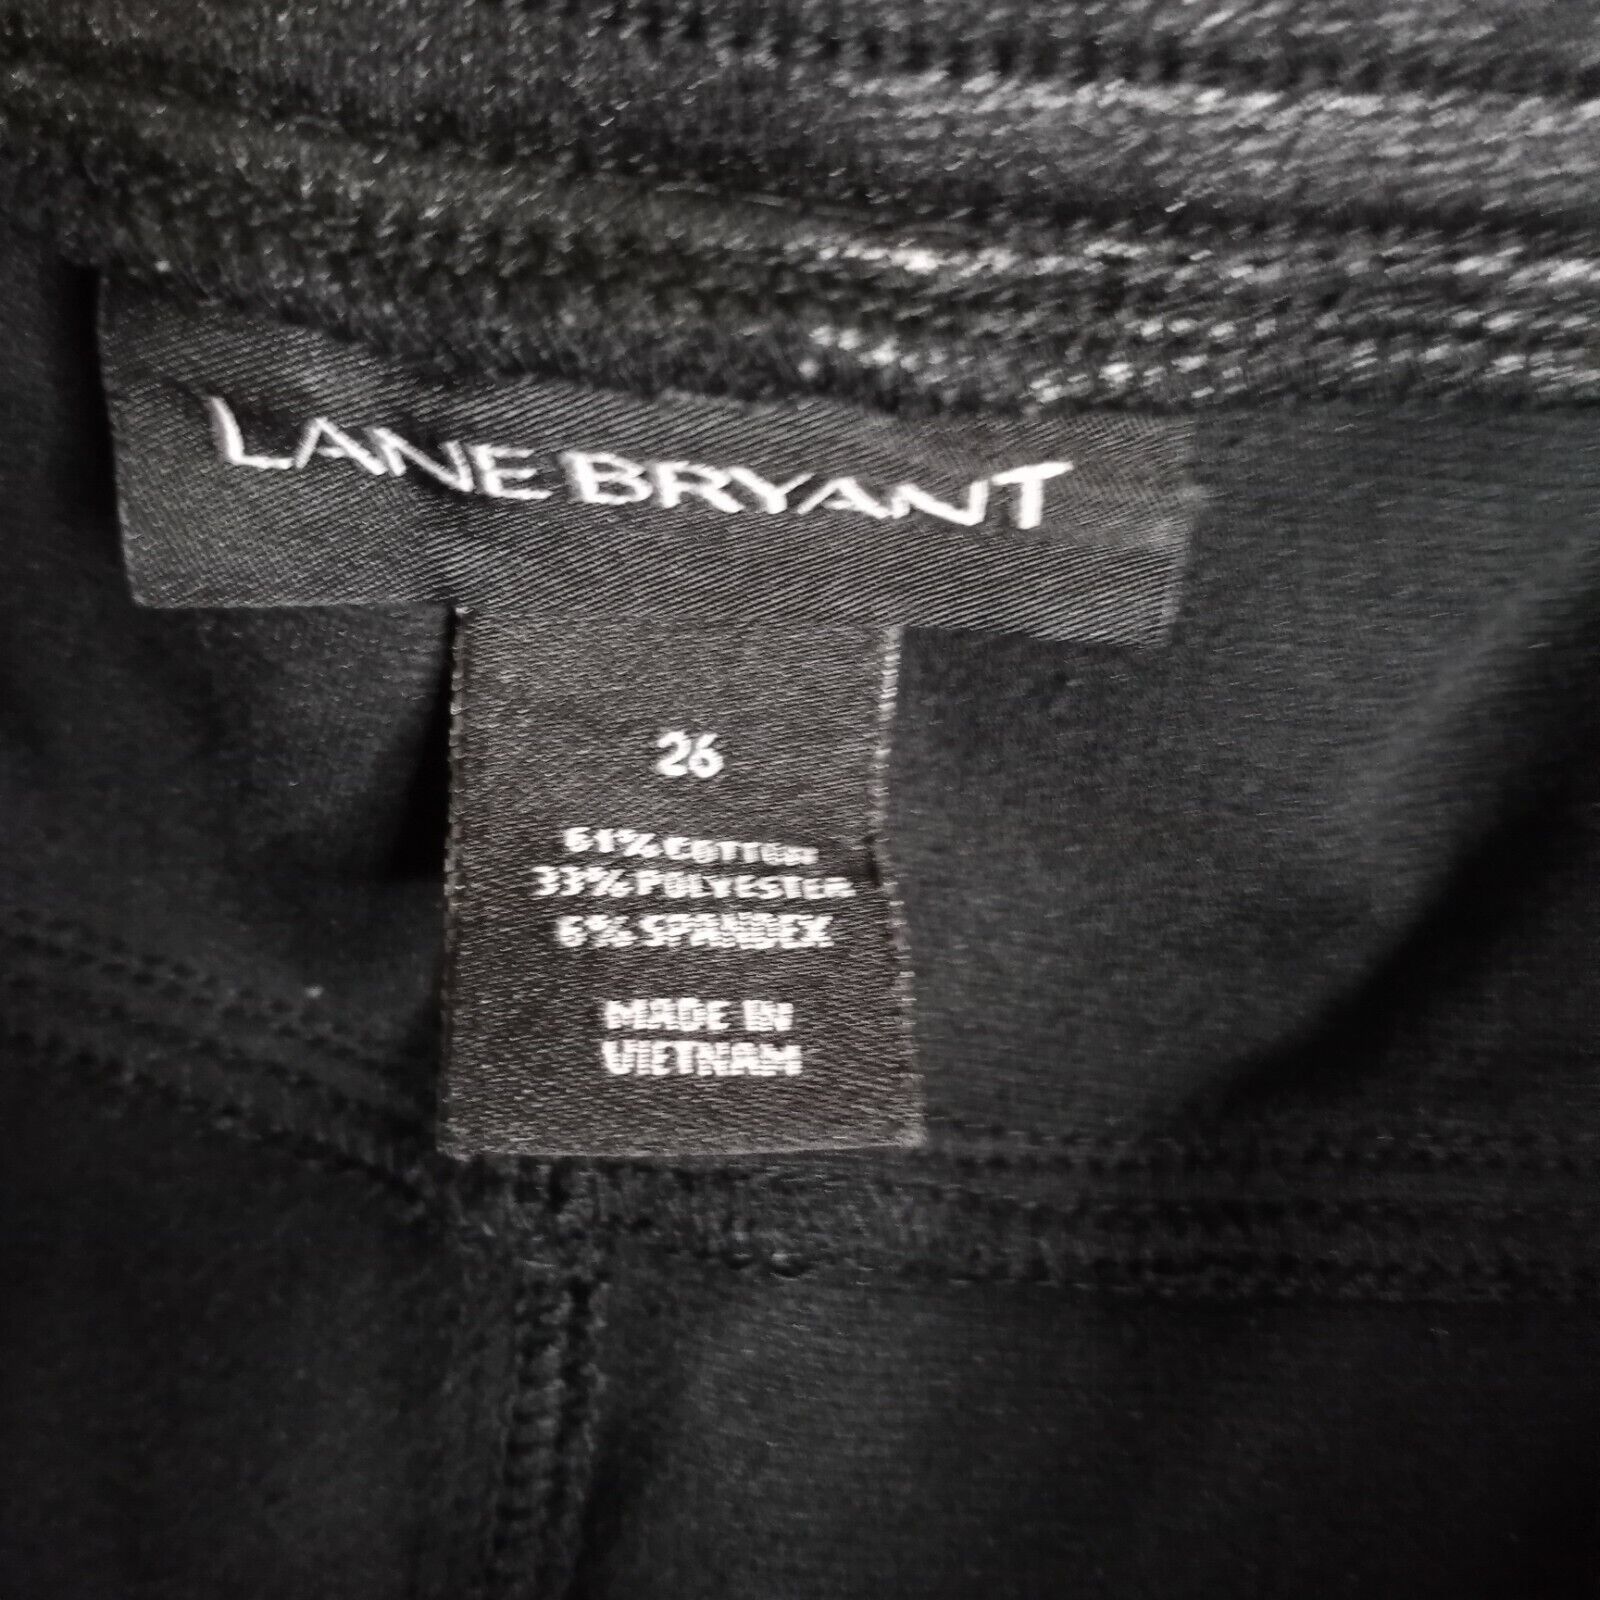 LANE BRYANT
26
61% COTTON
33% POLYESTER
6% SPANDEX
MADE IN
VIETNAM